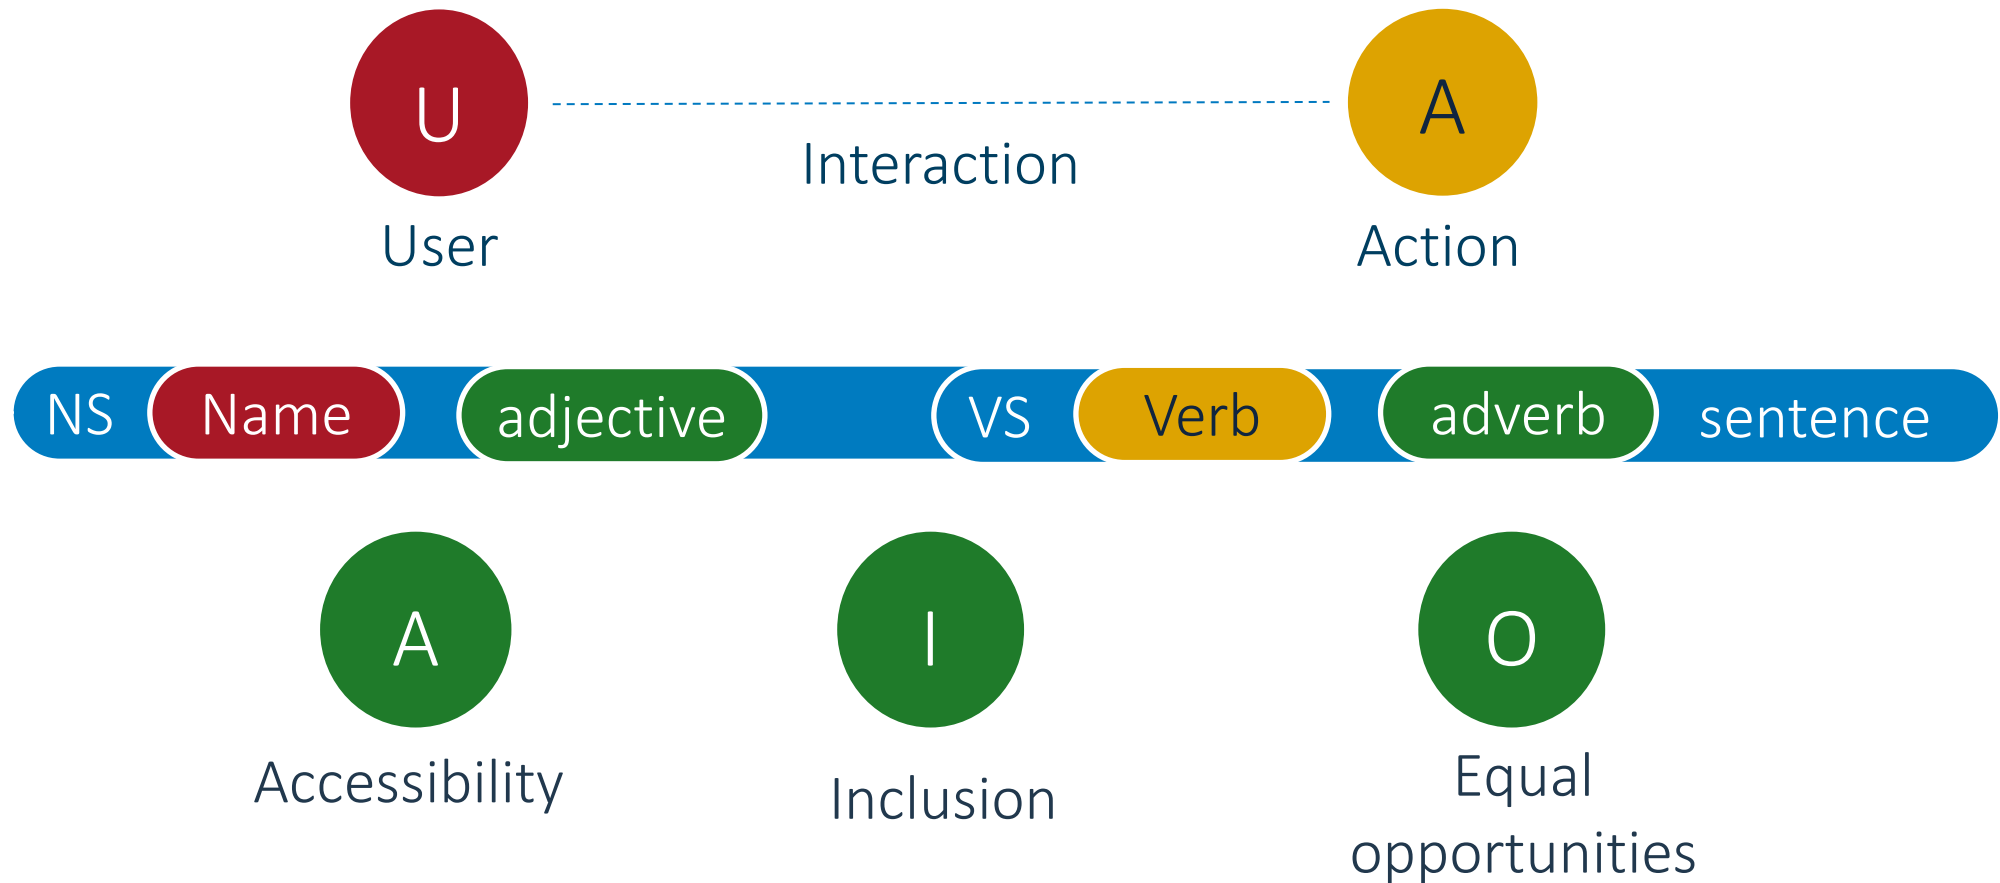 U
A
Interaction
User
Action
NS Name adjective VS Verb adverb sentence
A
I
O
Accessibility
Inclusion
Equal
opportunities